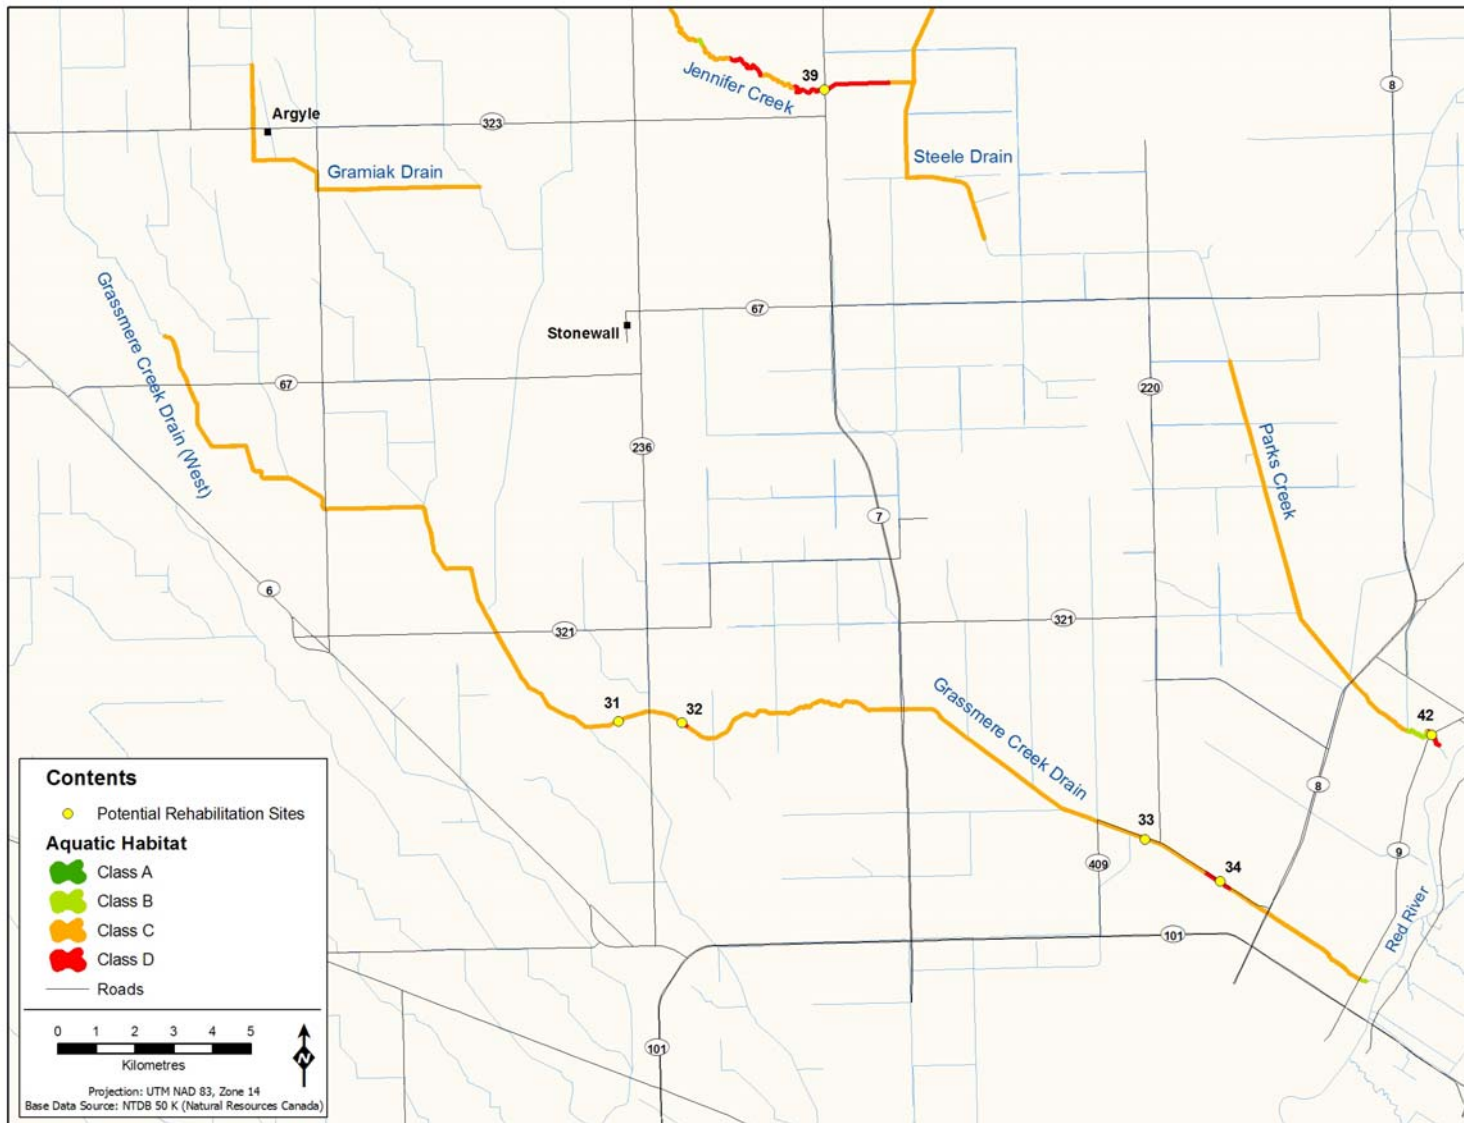 39
Jennifer Creek
8
Argyle
323
Gramiak Drain
Steele Drain
Grassmere Creek Drain (West)
67
Stonewall
67
220
236
Parks Creek
7
6
321
321
31
32
Grassmere Creek Drain
42
33
8
34
409
9
Red River
101
101
Contents
Potential Rehabilitation Sites
Aquatic Habitat
Class A
Class B
Class C
Class D
Roads
0 1 2 3 4 5
Kilometres
N
Projection: UTM NAD 83, Zone 14
Base Data Source: NTDB 50 K (Natural Resources Canada)